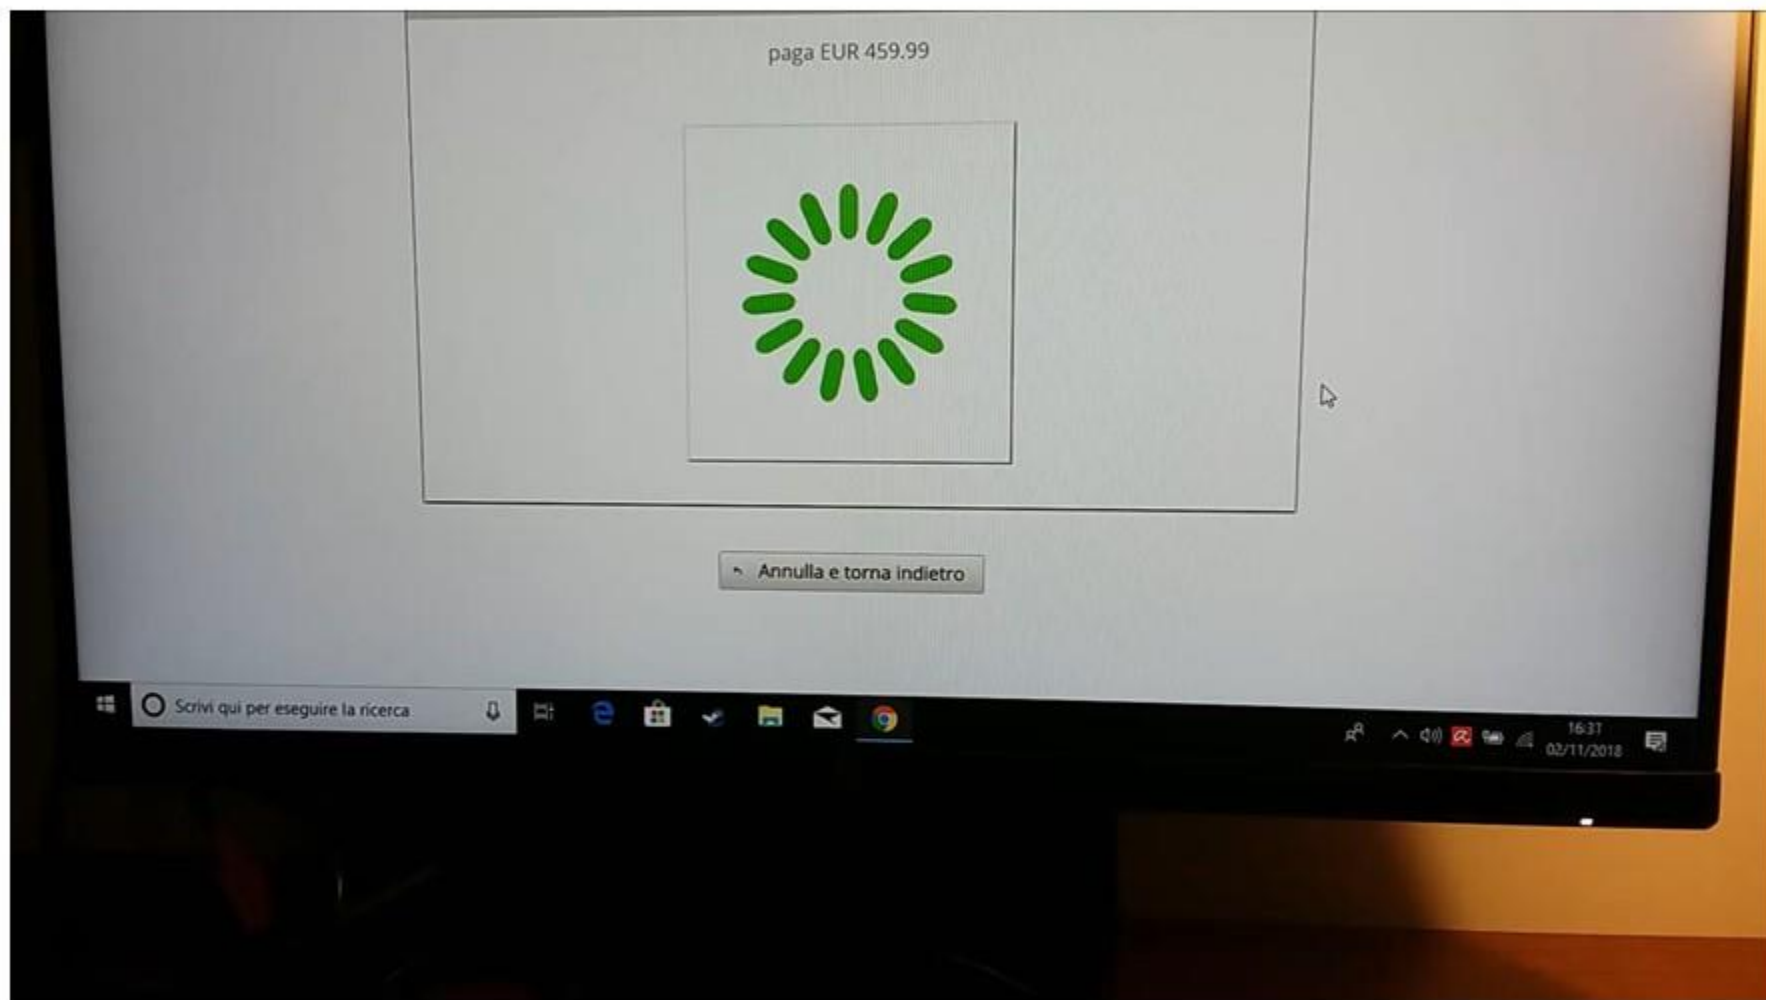 paga EUR 459.99
Annulla e torna indietro
Scrivi qui per eseguire la ricerca
16:37
02/11/2018